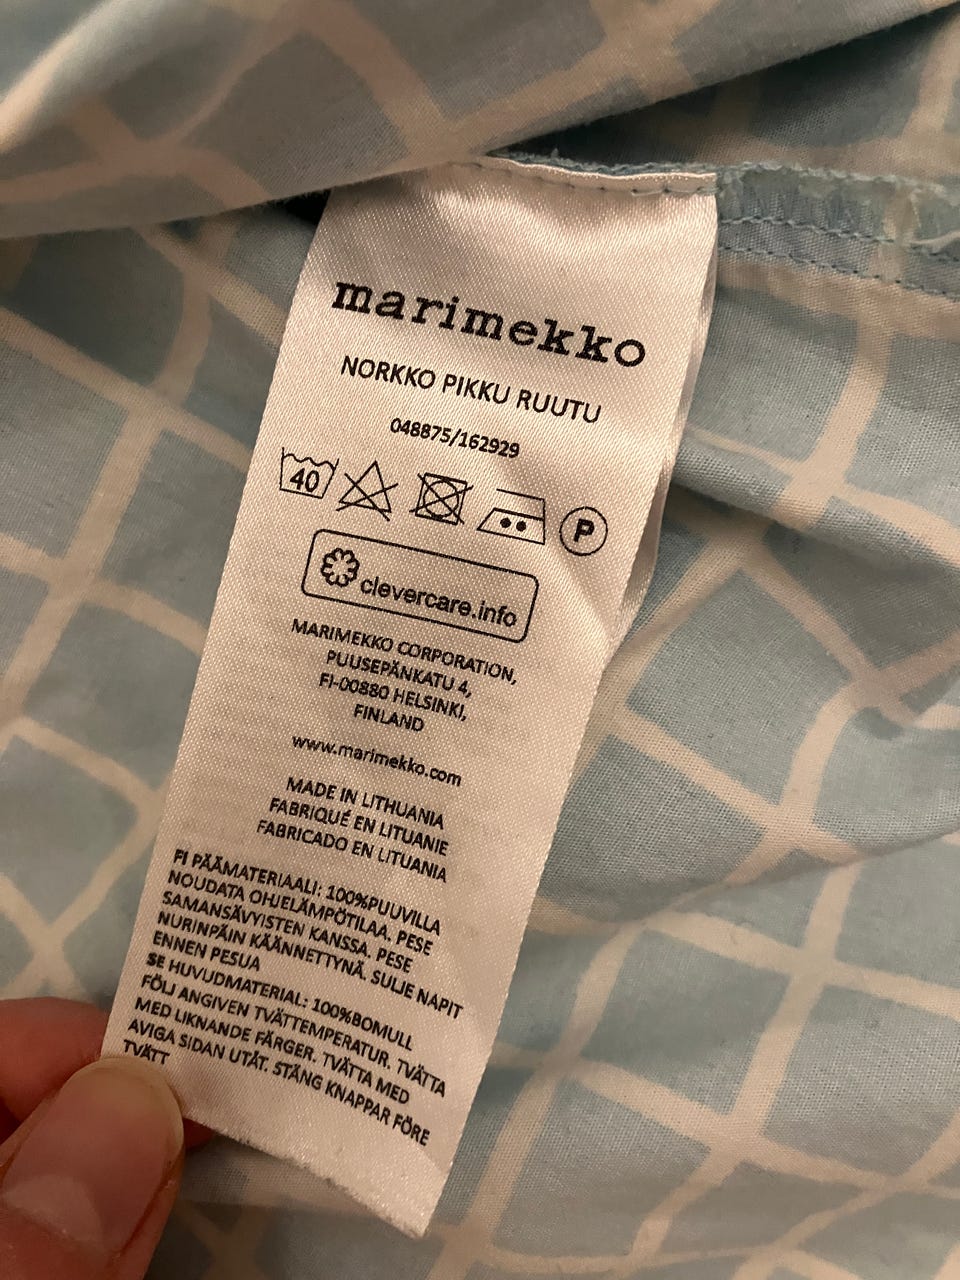 marimekko
NORKKO PIKKU RUUTU
048875/162929
40
P
clevercare.info
MARIMEKKO CORPORATION,
PUUSEPÄNKATU 4,
FI-00880 HELSINKI,
FINLAND
www.marimekko.com
MADE IN LITHUANIA
FABRIQUÉ EN LITUANIE
FABRICADO EN LITUANIA
FI PÄÄMATERIAALI: 100%PUUVILLA
NOUDATA OHJELÄMPÖTILAA. PESE
SAMANSÄVYISTEN KANSSA. PESE
NURINPÄIN KÄÄNNETTYNÄ. SULJE NAPIT
ENNEN PESUA
SE HUVUDMATERIAL: 100%BOMULL
FÖLJ ANGIVEN TVÄTTEMPERATUR. TVÄTTA
MED LIKNANDE FÄRGER. TVÄTTA MED
AVIGA SIDAN UTÅT. STÄNG KNAPPAR FÖRE
TVÄTT